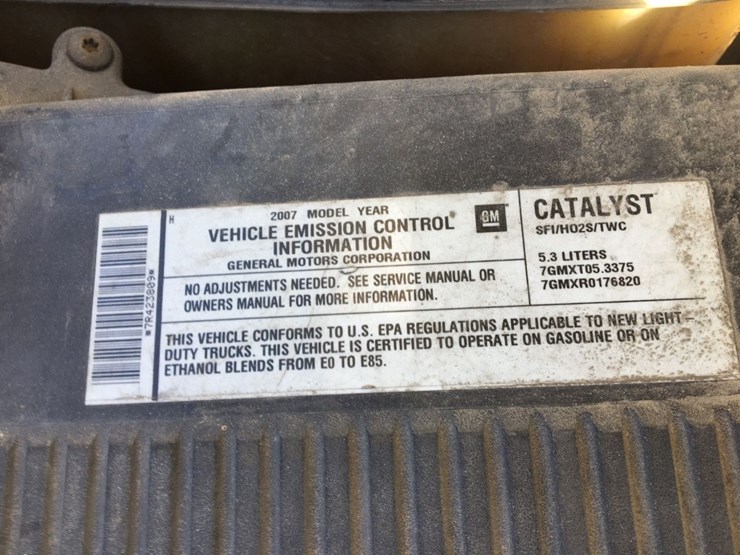 H
2007 MODEL YEAR
VEHICLE EMISSION CONTROL
INFORMATION
GENERAL MOTORS CORPORATION
GM
NO ADJUSTMENTS NEEDED. SEE SERVICE MANUAL OR
OWNERS MANUAL FOR MORE INFORMATION.
CATALYST
SFI/HO2S/TWC
5.3 LITERS
7GMXT05.3375
7GMXR0176820
THIS VEHICLE CONFORMS TO U.S. EPA REGULATIONS APPLICABLE TO NEW LIGHT-
DUTY TRUCKS. THIS VEHICLE IS CERTIFIED TO OPERATE ON GASOLINE OR ON
ETHANOL BLENDS FROM E0 TO E85.
*7R423809*